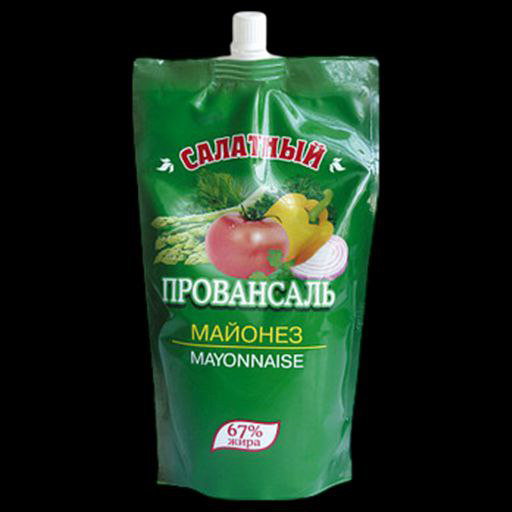 САЛАТНЫЙ
ПРОВАНСАЛЬ
МАЙОНЕЗ
MAYONNAISE
67%
жира